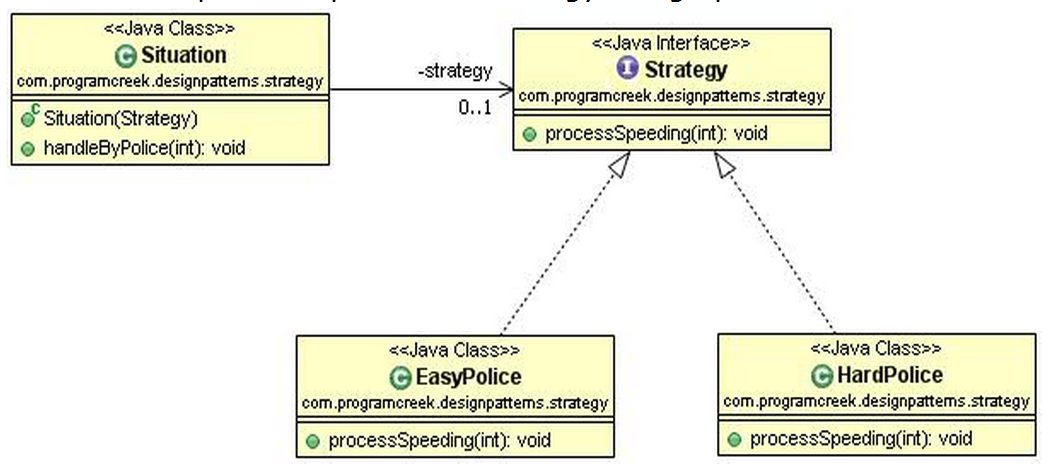 <<Java Class>>
Situation
com.programcreek.designpatterns.strategy
Situation(Strategy)
handleByPolice(int): void
-strategy
0..1
<<Java Interface>>
Strategy
com.programcreek.designpatterns.strategy
processSpeeding(int): void
<<Java Class>>
EasyPolice
com.programcreek.designpatterns.strategy
processSpeeding(int): void
<<Java Class>>
HardPolice
com.programcreek.designpatterns.strategy
processSpeeding(int): void